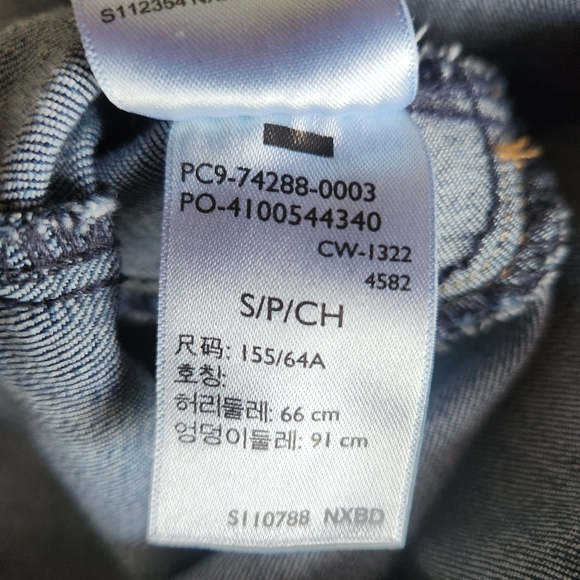 S112354
PC9-74288-0003
PO-4100544340
CW-1322
4582
S/P/CH
尺码: 155/64A
호칭:
허리둘레: 66 cm
엉덩이둘레: 91 cm
S110788 NXBD